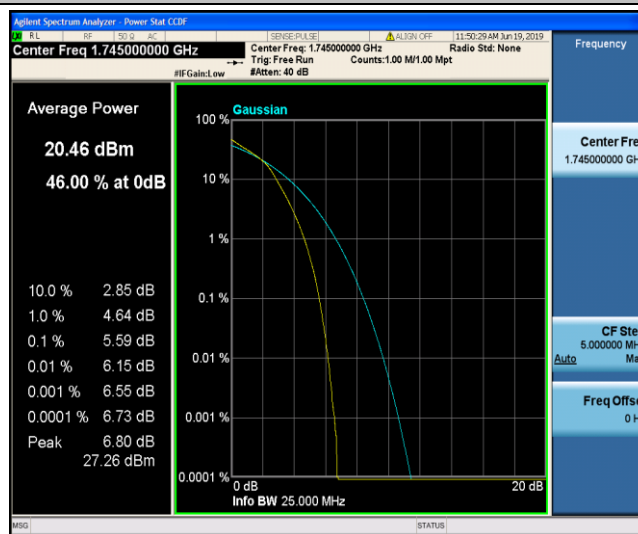 Agilent Spectrum Analyzer - Power Stat CCDF
RL RF 50 Ω AC SENSE:PULSE ALIGN OFF 11:50:29 AM Jun 19, 2019
Center Freq 1.745000000 GHz
Center Freq: 1.745000000 GHz Radio Std: None
Trig: Free Run Counts:1.00 M/1.00 Mpt
#IFGain:Low #Atten: 40 dB
Frequency
Average Power
20.46 dBm
46.00 % at 0dB
10.0 % 2.85 dB
1.0 % 4.64 dB
0.1 % 5.59 dB
0.01 % 6.15 dB
0.001 % 6.55 dB
0.0001 % 6.73 dB
Peak 6.80 dB
27.26 dBm
Gaussian
100 %
10 %
1 %
0.1 %
0.01 %
0.001 %
0.0001 %
0 dB 20 dB
Info BW 25.000 MHz
Center Fre
1.745000000 GH
CF Ste
5.000000 MH
Auto Ma
Freq Offse
0 H
MSG STATUS